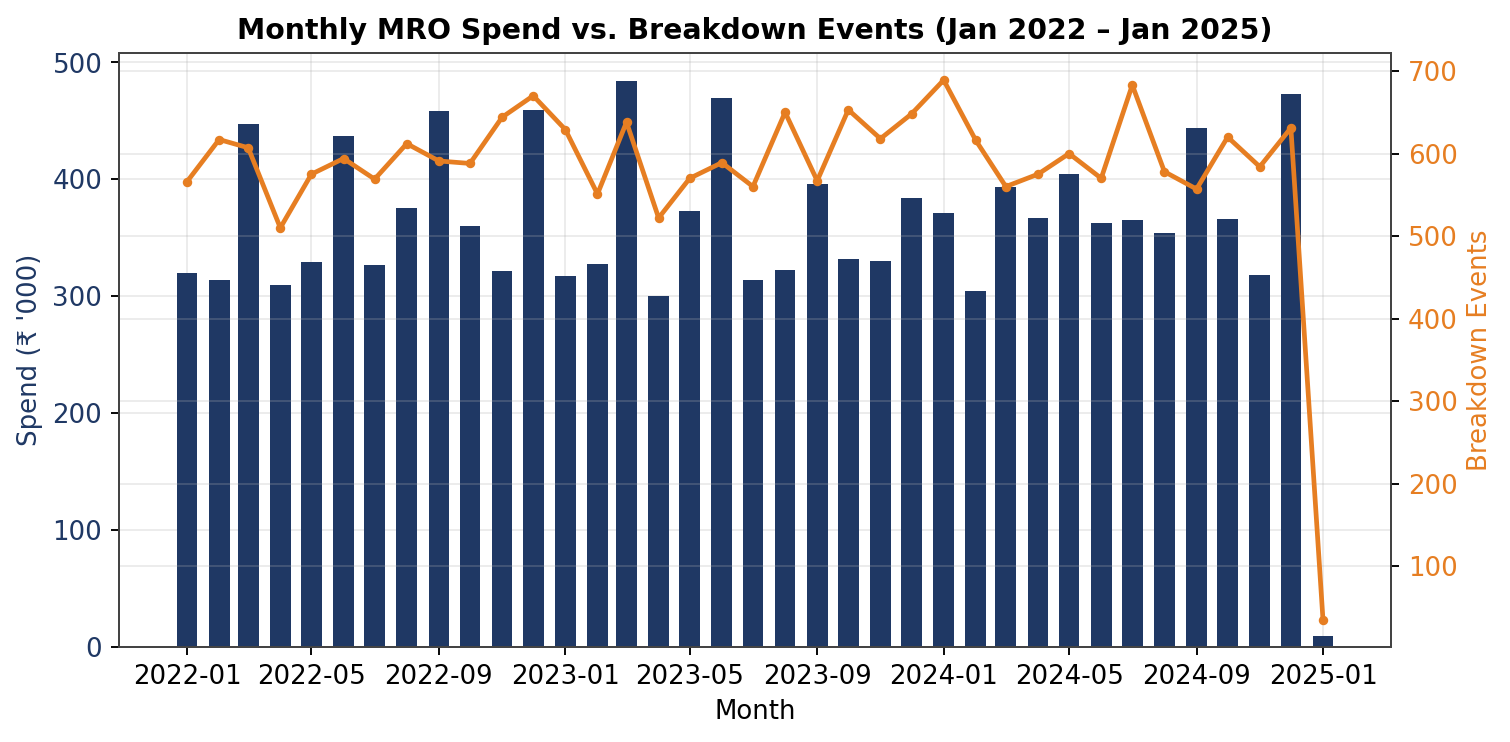 Monthly MRO Spend vs. Breakdown Events (Jan 2022 – Jan 2025)
Spend (₹ '000)
500
400
300
200
100
0
700
600
500
400
300
200
100
Breakdown Events
2022-01 2022-05 2022-09 2023-01 2023-05 2023-09 2024-01 2024-05 2024-09 2025-01
Month